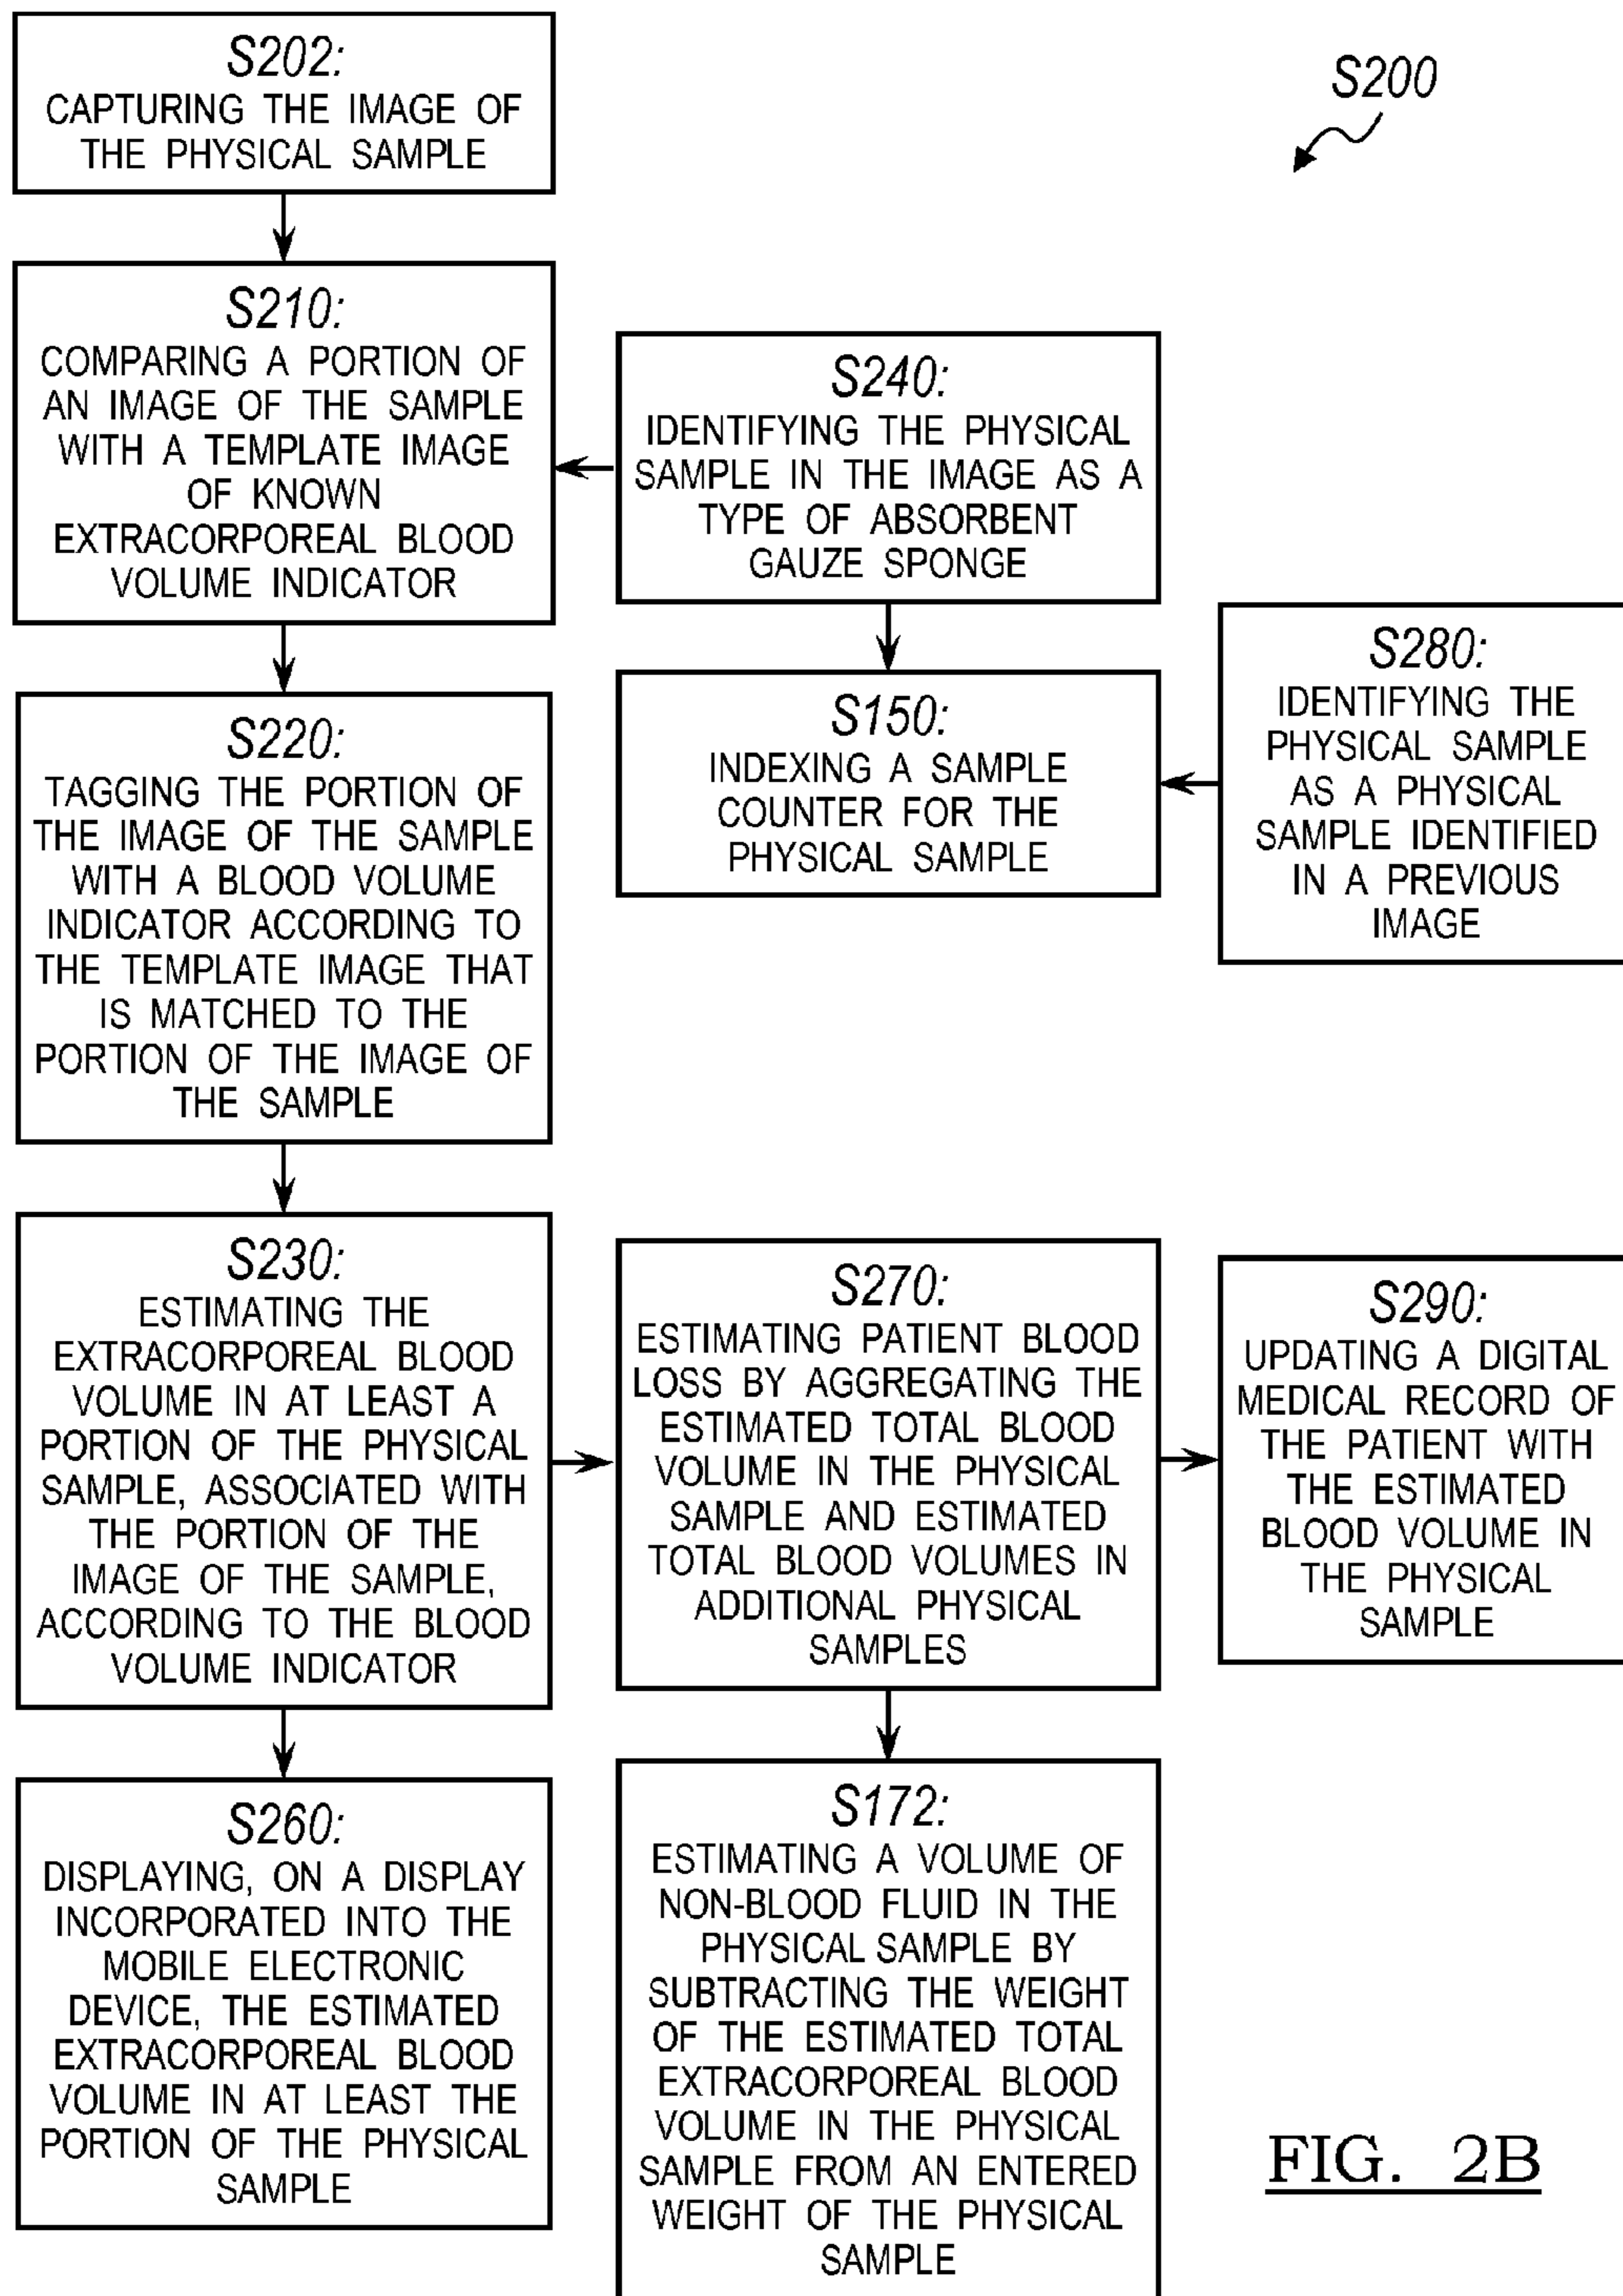 S202:
CAPTURING THE IMAGE OF
THE PHYSICAL SAMPLE
S200
S210:
COMPARING A PORTION OF
AN IMAGE OF THE SAMPLE
WITH A TEMPLATE IMAGE
OF KNOWN
EXTRACORPOREAL BLOOD
VOLUME INDICATOR
S240:
IDENTIFYING THE PHYSICAL
SAMPLE IN THE IMAGE AS A
TYPE OF ABSORBENT
GAUZE SPONGE
S280:
IDENTIFYING THE
PHYSICAL SAMPLE
AS A PHYSICAL
SAMPLE IDENTIFIED
IN A PREVIOUS
IMAGE
S150:
INDEXING A SAMPLE
COUNTER FOR THE
PHYSICAL SAMPLE
S220:
TAGGING THE PORTION OF
THE IMAGE OF THE SAMPLE
WITH A BLOOD VOLUME
INDICATOR ACCORDING TO
THE TEMPLATE IMAGE THAT
IS MATCHED TO THE
PORTION OF THE IMAGE OF
THE SAMPLE
S230:
ESTIMATING THE
EXTRACORPOREAL BLOOD
VOLUME IN AT LEAST A
PORTION OF THE PHYSICAL
SAMPLE, ASSOCIATED WITH
THE PORTION OF THE
IMAGE OF THE SAMPLE,
ACCORDING TO THE BLOOD
VOLUME INDICATOR
S270:
ESTIMATING PATIENT BLOOD
LOSS BY AGGREGATING THE
ESTIMATED TOTAL BLOOD
VOLUME IN THE PHYSICAL
SAMPLE AND ESTIMATED
TOTAL BLOOD VOLUMES IN
ADDITIONAL PHYSICAL
SAMPLES
S290:
UPDATING A DIGITAL
MEDICAL RECORD OF
THE PATIENT WITH
THE ESTIMATED
BLOOD VOLUME IN
THE PHYSICAL
SAMPLE
S260:
DISPLAYING, ON A DISPLAY
INCORPORATED INTO THE
MOBILE ELECTRONIC
DEVICE, THE ESTIMATED
EXTRACORPOREAL BLOOD
VOLUME IN AT LEAST THE
PORTION OF THE PHYSICAL
SAMPLE
S172:
ESTIMATING A VOLUME OF
NON-BLOOD FLUID IN THE
PHYSICAL SAMPLE BY
SUBTRACTING THE WEIGHT
OF THE ESTIMATED TOTAL
EXTRACORPOREAL BLOOD
VOLUME IN THE PHYSICAL
SAMPLE FROM AN ENTERED
WEIGHT OF THE PHYSICAL
SAMPLE
FIG. 2B